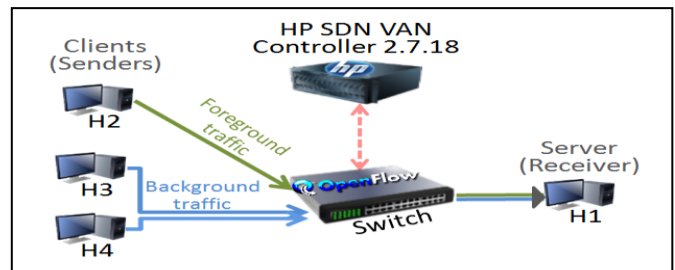 HP SDN VAN
Controller 2.7.18
Clients
(Senders)
hp
H2
Foreground
traffic
H3
Background
traffic
H4
OpenFlow
Switch
Server
(Receiver)
H1